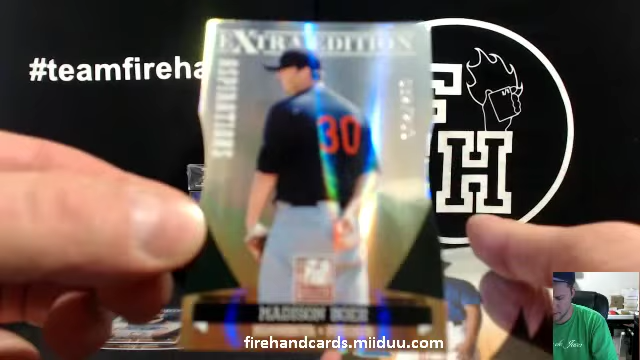 EXTRA EDITION
#teamfireha
ASPIRATIONS
30
F
H
MADISON BOER
firehandcards.miiduu.com